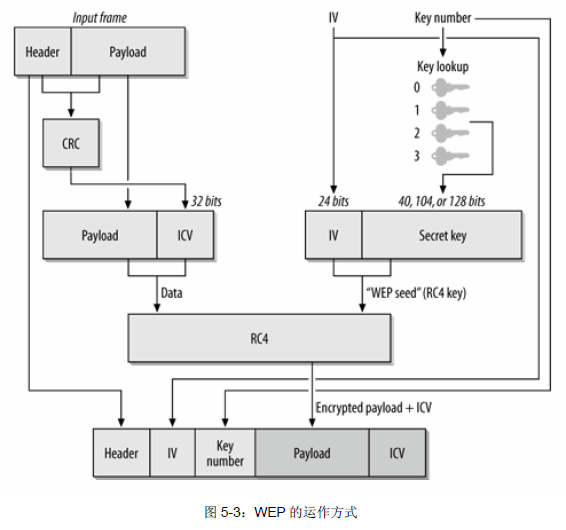 Input frame
IV
Key number
Header
Payload
Key lookup
0
1
2
3
CRC
32 bits
24 bits
40, 104, or 128 bits
Payload
ICV
IV
Secret key
Data
“WEP seed” (RC4 key)
RC4
Encrypted payload + ICV
Header
IV
Key
number
Payload
ICV
图 5-3：WEP 的运作方式